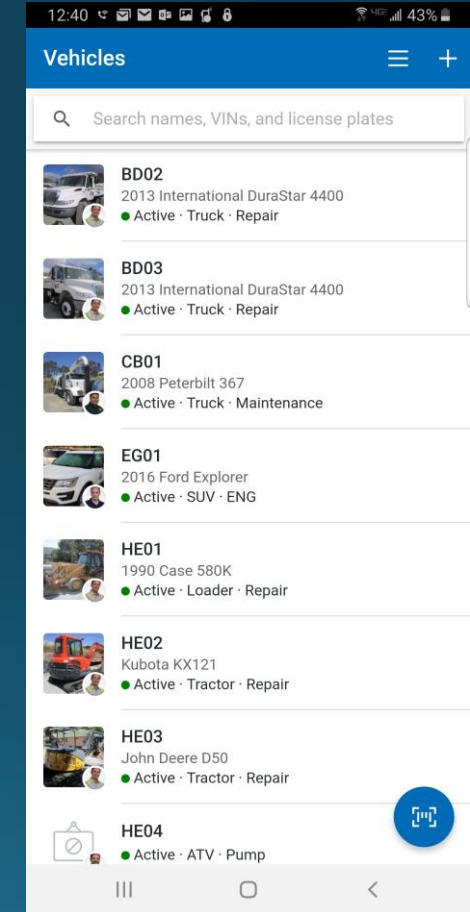 12:40 4GE 43%
Vehicles
Search names, VINs, and license plates
BD02
2013 International DuraStar 4400
Active · Truck · Repair
BD03
2013 International DuraStar 4400
Active · Truck · Repair
CB01
2008 Peterbilt 367
Active · Truck · Maintenance
EG01
2016 Ford Explorer
Active · SUV · ENG
HE01
1990 Case 580K
Active · Loader · Repair
HE02
Kubota KX121
Active · Tractor · Repair
HE03
John Deere D50
Active · Tractor · Repair
HE04
Active · ATV · Pump